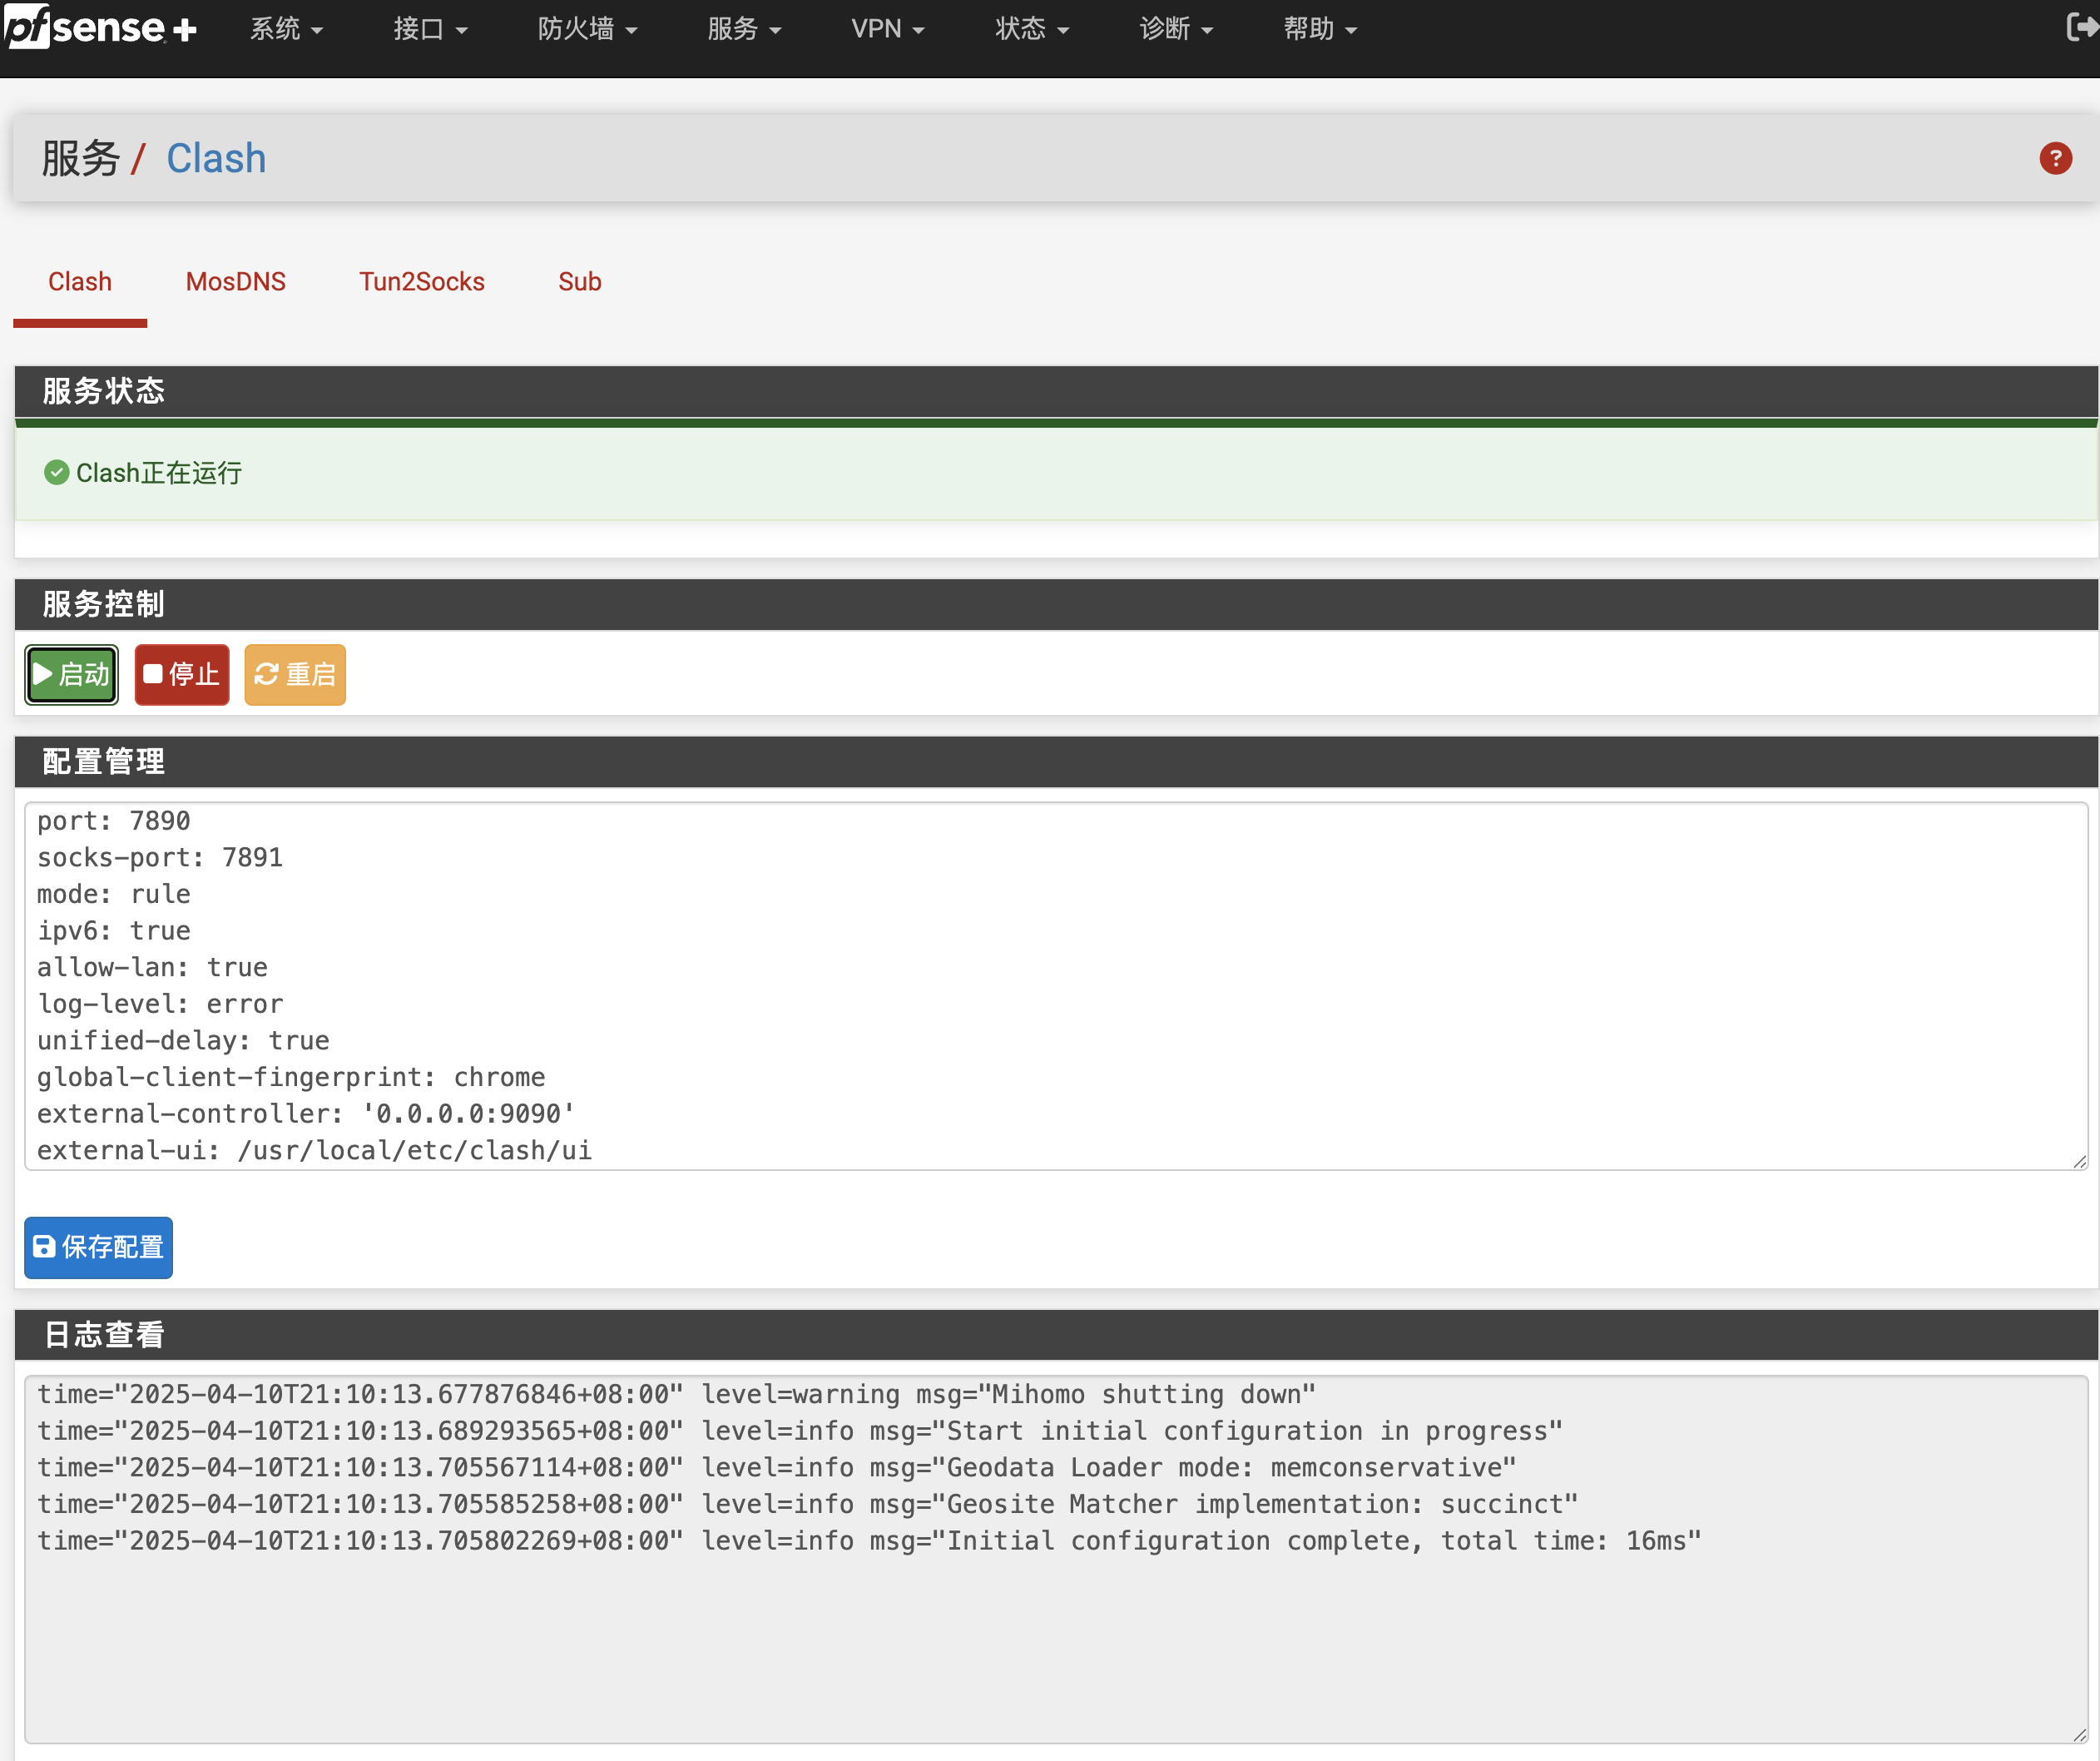 pfsense+ 系统 接口 防火墙 服务 VPN 状态 诊断 帮助
服务 / Clash ?
Clash MosDNS Tun2Socks Sub
服务状态
Clash正在运行
服务控制
启动 停止 重启
配置管理
port: 7890
socks-port: 7891
mode: rule
ipv6: true
allow-lan: true
log-level: error
unified-delay: true
global-client-fingerprint: chrome
external-controller: '0.0.0.0:9090'
external-ui: /usr/local/etc/clash/ui
保存配置
日志查看
time="2025-04-10T21:10:13.677876846+08:00" level=warning msg="Mihomo shutting down"
time="2025-04-10T21:10:13.689293565+08:00" level=info msg="Start initial configuration in progress"
time="2025-04-10T21:10:13.705567114+08:00" level=info msg="Geodata Loader mode: memconservative"
time="2025-04-10T21:10:13.705585258+08:00" level=info msg="Geosite Matcher implementation: succinct"
time="2025-04-10T21:10:13.705802269+08:00" level=info msg="Initial configuration complete, total time: 16ms"